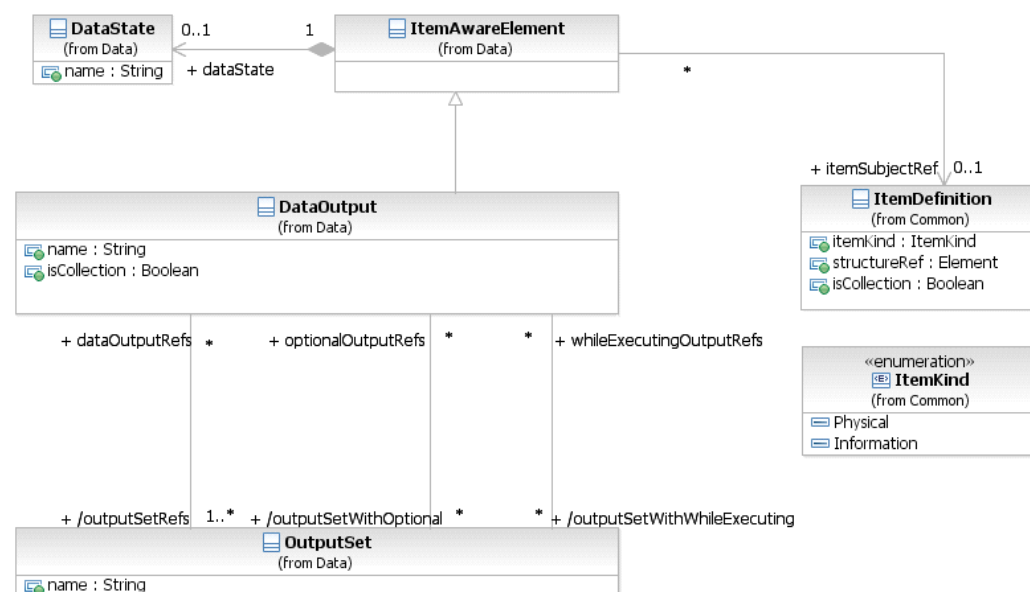 DataState
(from Data)
name : String
0..1
1
+ dataState
ItemAwareElement
(from Data)
*
+ itemSubjectRef
0..1
ItemDefinition
(from Common)
itemKind : ItemKind
structureRef : Element
isCollection : Boolean
DataOutput
(from Data)
name : String
isCollection : Boolean
+ dataOutputRefs
*
+ optionalOutputRefs
*
*
+ whileExecutingOutputRefs
«enumeration»
ItemKind
(from Common)
Physical
Information
+ /outputSetRefs
1..*
+ /outputSetWithOptional
*
*
+ /outputSetWithWhileExecuting
OutputSet
(from Data)
name : String